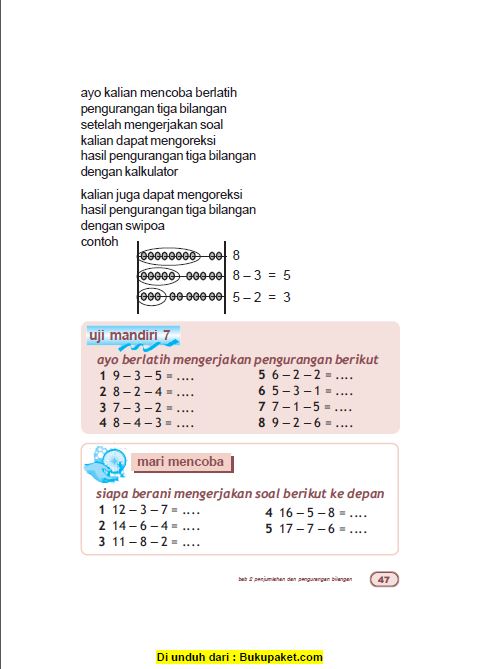 ayo kalian mencoba berlatih
pengurangan tiga bilangan
setelah mengerjakan soal
kalian dapat mengoreksi
hasil pengurangan tiga bilangan
dengan kalkulator
kalian juga dapat mengoreksi
hasil pengurangan tiga bilangan
dengan swipoa
contoh
8
8 – 3 = 5
5 – 2 = 3
uji mandiri 7
ayo berlatih mengerjakan pengurangan berikut
1 9 – 3 – 5 = ....
2 8 – 2 – 4 = ....
3 7 – 3 – 2 = ....
4 8 – 4 – 3 = ....
5 6 – 2 – 2 = ....
6 5 – 3 – 1 = ....
7 7 – 1 – 5 = ....
8 9 – 2 – 6 = ....
mari mencoba
siapa berani mengerjakan soal berikut ke depan
1 12 – 3 – 7 = ....
2 14 – 6 – 4 = ....
3 11 – 8 – 2 = ....
4 16 – 5 – 8 = ....
5 17 – 7 – 6 = ....
bab 2 penjumlahan dan pengurangan bilangan
47
Di unduh dari : Bukupaket.com